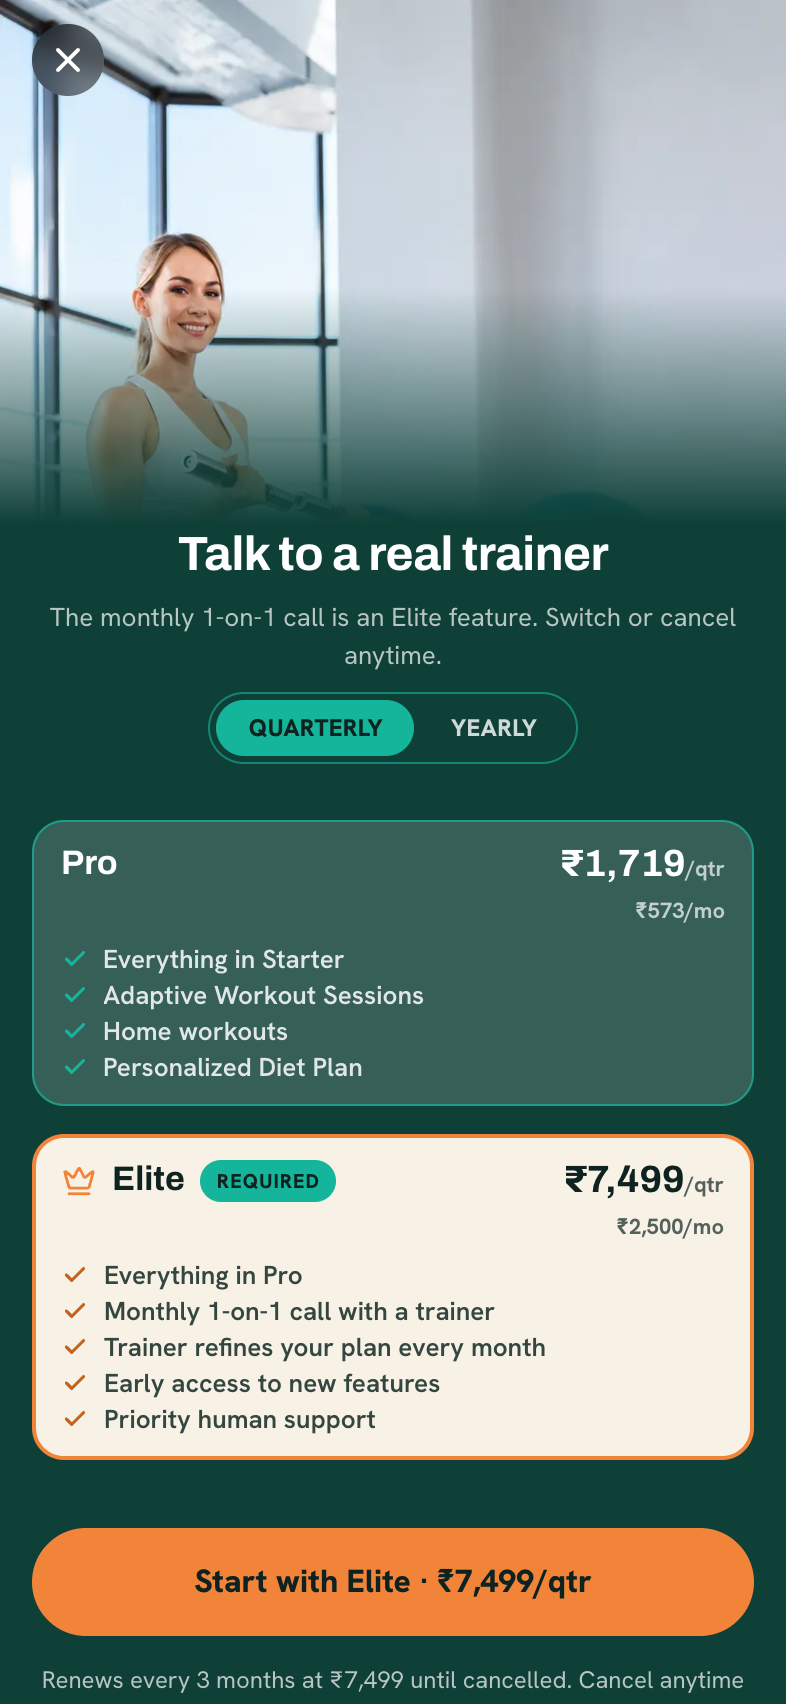 Talk to a real trainer
The monthly 1-on-1 call is an Elite feature. Switch or cancel
anytime.
QUARTERLY YEARLY
Pro ₹1,719/qtr
₹573/mo
Everything in Starter
Adaptive Workout Sessions
Home workouts
Personalized Diet Plan
Elite REQUIRED ₹7,499/qtr
₹2,500/mo
Everything in Pro
Monthly 1-on-1 call with a trainer
Trainer refines your plan every month
Early access to new features
Priority human support
Start with Elite · ₹7,499/qtr
Renews every 3 months at ₹7,499 until cancelled. Cancel anytime